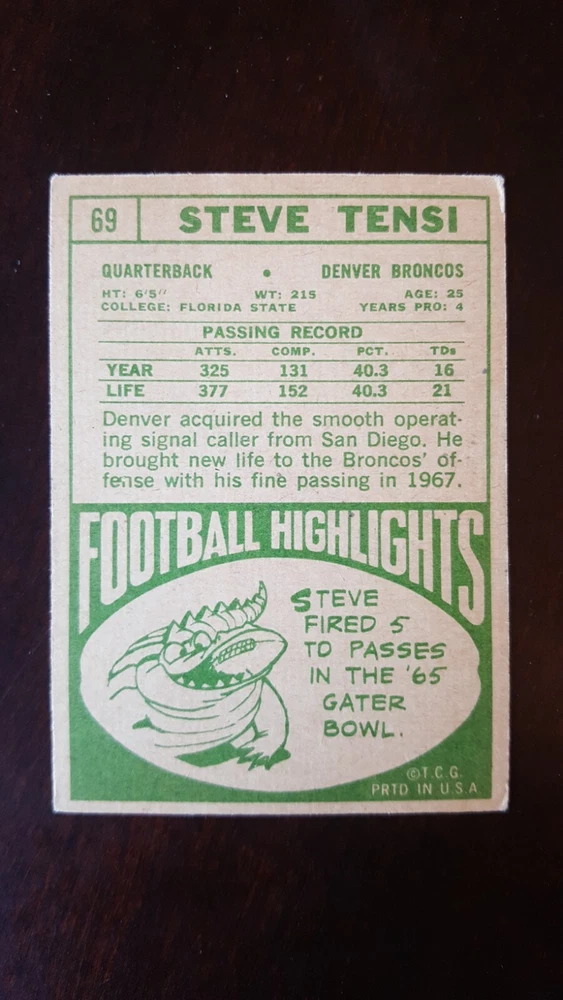 69 STEVE TENSI
QUARTERBACK • DENVER BRONCOS
HT: 6'5" WT: 215 AGE: 25
COLLEGE: FLORIDA STATE YEARS PRO: 4
PASSING RECORD
ATTS. COMP. PCT. TDs
YEAR 325 131 40.3 16
LIFE 377 152 40.3 21
Denver acquired the smooth operat-
ing signal caller from San Diego. He
brought new life to the Broncos' of-
fense with his fine passing in 1967.
FOOTBALL HIGHLIGHTS
STEVE
FIRED 5
TD PASSES
IN THE '65
GATER
BOWL.
©T.C.G.
PRTD IN U.S.A